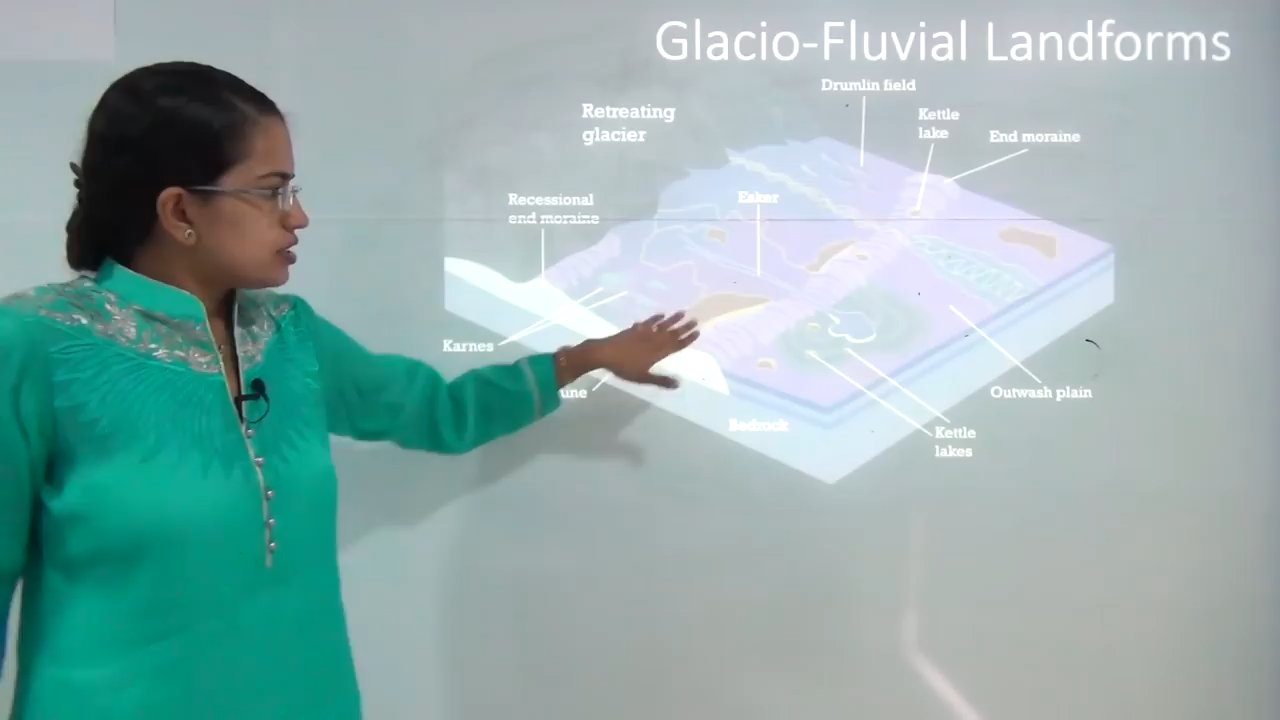 Glacio-Fluvial Landforms
Drumlin field
Retreating
glacier
Kettle
lake
End moraine
Recessional
end moraine
Esker
Karnes
Outwash plain
Bedrock
Kettle
lakes